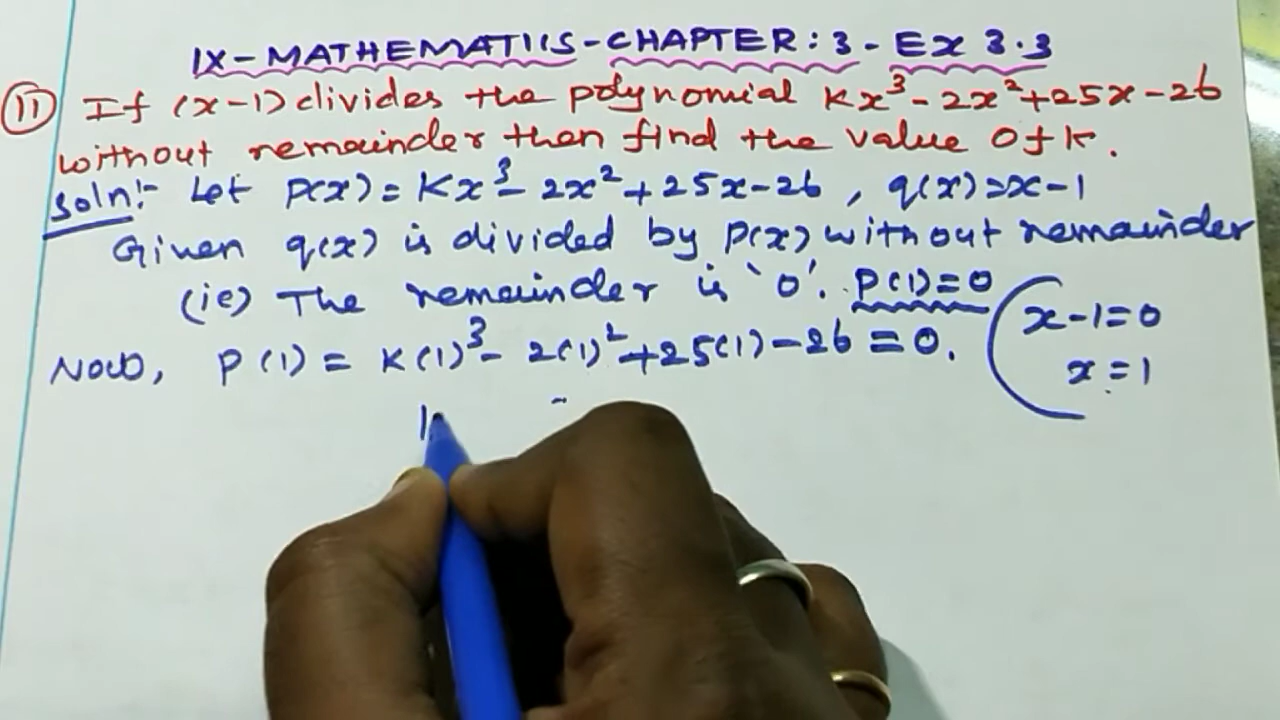 IX-MATHEMATIIS-CHAPTER:3-EX 3.3
11 If (x-1) divides the polynomial Kx³-2x²+25x-26
without remainder then find the value of K.
Soln:- Let P(x)=Kx³-2x²+25x-26, q(x)=x-1
Given q(x) is divided by P(x) without remainder
(ie) The remainder is '0'. P(1)=0
x-1=0
Now, P(1)=K(1)³-2(1)²+25(1)-26=0.
x=1